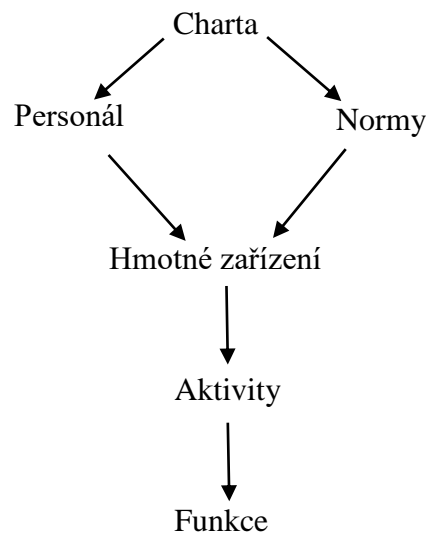 Charta
Personál
Normy
Hmotné zařízení
Aktivity
Funkce